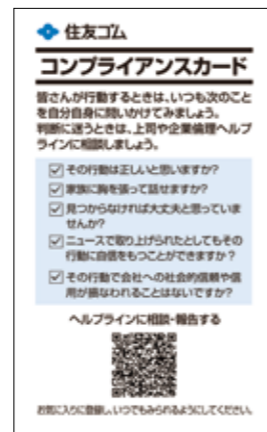 住友ゴム
コンプライアンスカード
皆さんが行動するときは、いつも次のこと
を自分自身に問いかけてみましょう。
判断に迷うときは、上司や企業倫理ヘルプ
ラインに相談しましょう。
その行動は正しいと思いますか?
家族に胸を張って話せますか?
見つからなければ大丈夫と思っていま
せんか?
ニュースで取り上げられたとしてもその
行動に自信をもつことができますか?
その行動で会社への社会的信頼や信
用が損なわれることはないですか?
ヘルプラインに相談・報告する
お気に入りに登録し、いつでもみられるようにしてください。